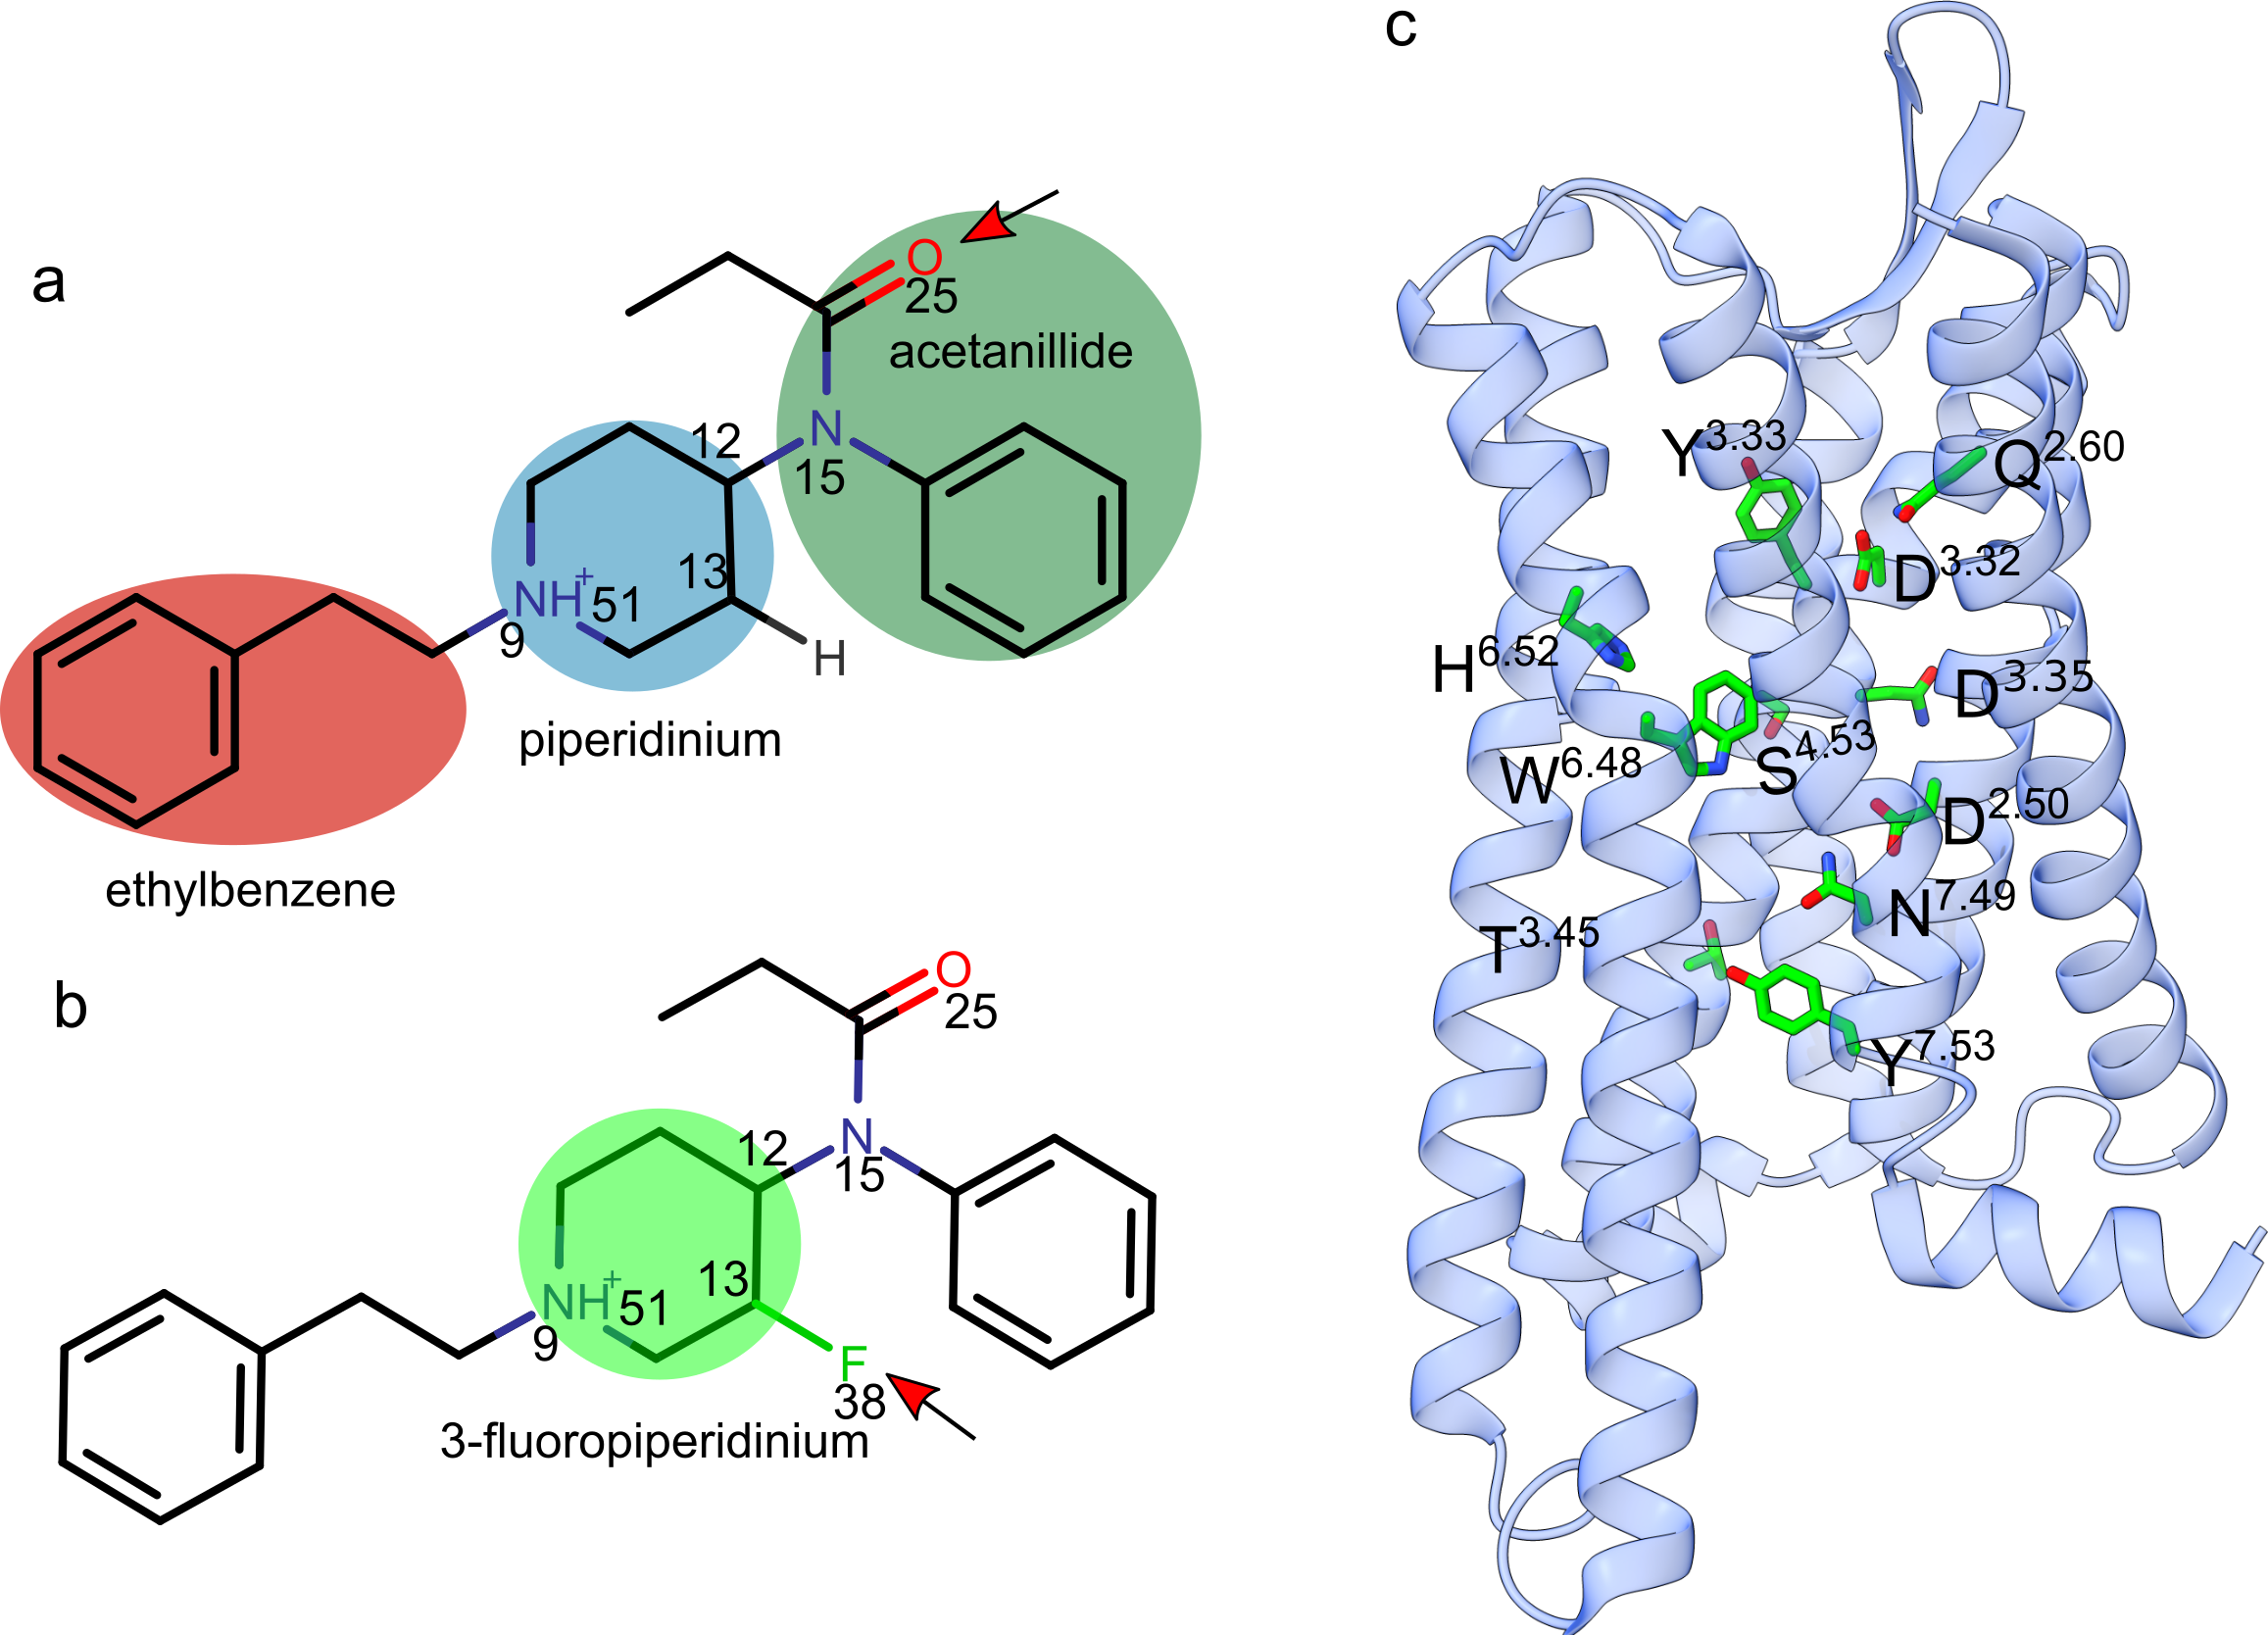 a
O
25
acetanillide
N
15
12
13
NH+
51
9
H
piperidinium
ethylbenzene
b
O
25
N
15
12
13
NH+
51
9
F
38
3-fluoropiperidinium
c
Y3.33
Q2.60
D3.32
H6.52
D3.35
W6.48
S4.53
D2.50
N7.49
T3.45
Y7.53